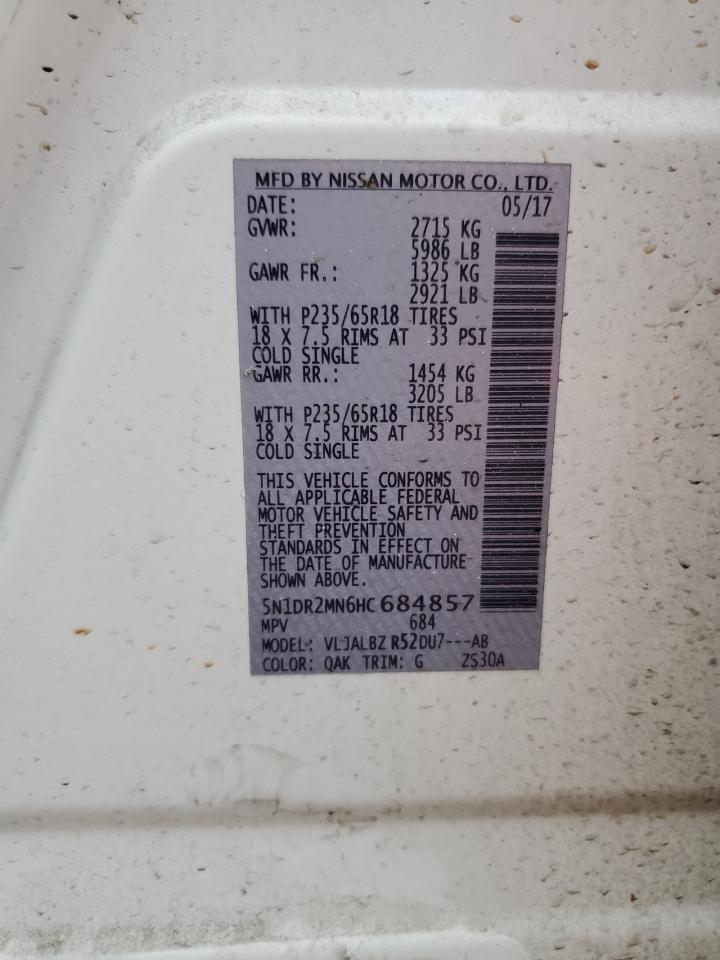 MFD BY NISSAN MOTOR CO., LTD.
DATE: 05/17
GVWR: 2715 KG
5986 LB
GAWR FR.: 1325 KG
2921 LB
WITH P235/65R18 TIRES
18 X 7.5 RIMS AT 33 PSI
COLD SINGLE
GAWR RR.: 1454 KG
3205 LB
WITH P235/65R18 TIRES
18 X 7.5 RIMS AT 33 PSI
COLD SINGLE
THIS VEHICLE CONFORMS TO
ALL APPLICABLE FEDERAL
MOTOR VEHICLE SAFETY AND
THEFT PREVENTION
STANDARDS IN EFFECT ON
THE DATE OF MANUFACTURE
SHOWN ABOVE.
5N1DR2MN6HC 684857
MPV 684
MODEL: VLJALBZ R52DU7---AB
COLOR: QAK TRIM: G ZS30A